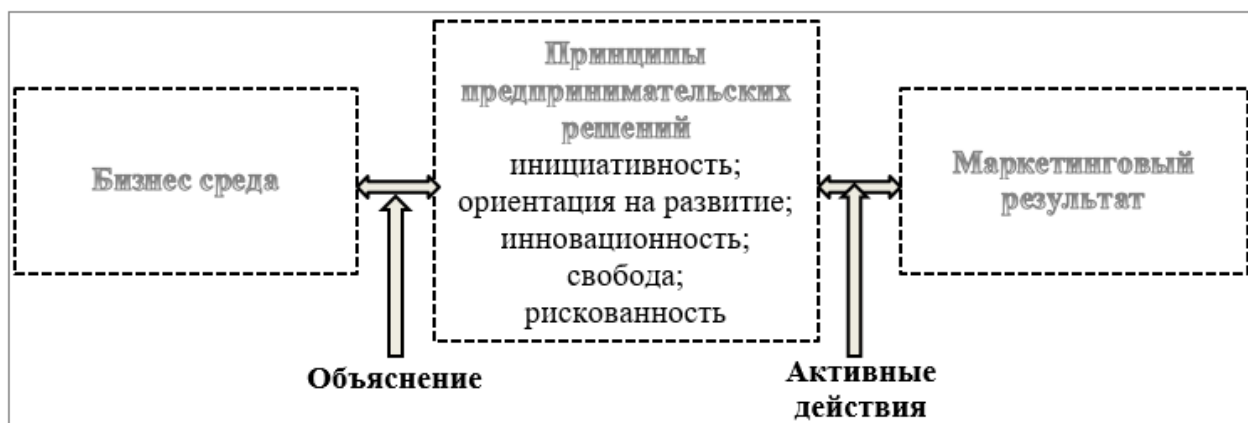 Бизнес среда
Принципы
предпринимательских
решений
инициативность;
ориентация на развитие;
инновационность;
свобода;
рискованность
Маркетинговый
результат
Объяснение
Активные
действия